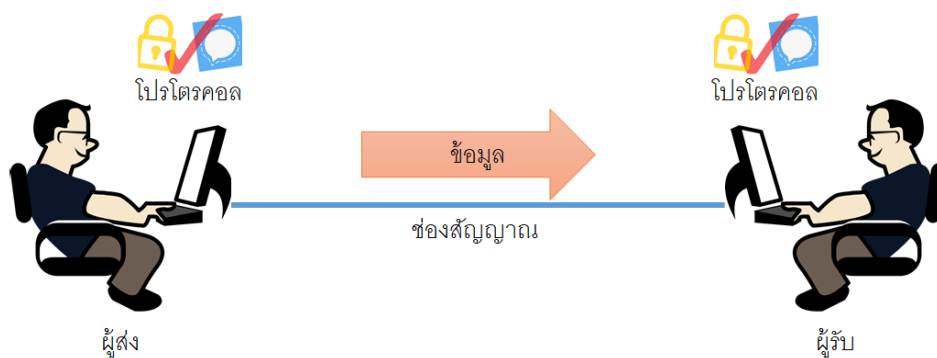 โปรโตรคอล
โปรโตรคอล
ข้อมูล
ช่องสัญญาณ
ผู้ส่ง
ผู้รับ